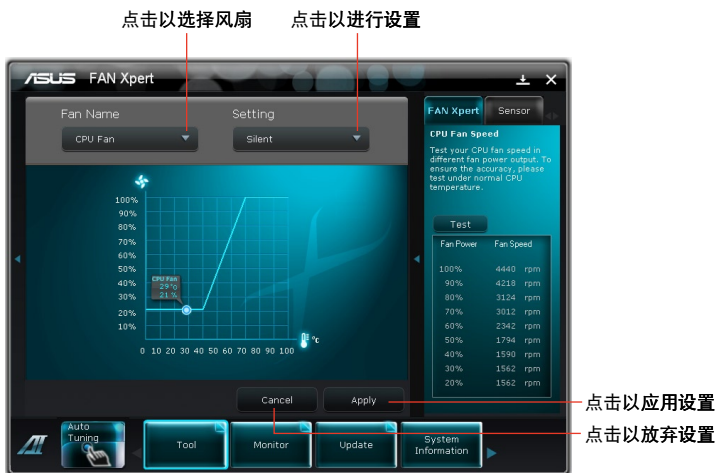 点击以选择风扇 点击以进行设置
ASUS FAN Xpert
Fan Name Setting
CPU Fan Silent
100%
90%
80%
70%
60%
50%
40%
30%
20%
10%
CPU Fan
29 °c
21 %
°c
0 10 20 30 40 50 60 70 80 90 100
Cancel Apply
FAN Xpert Sensor
CPU Fan Speed
Test your CPU fan speed in
different fan power output. To
ensure the accuracy, please
test under normal CPU
temperature.
Test
Fan Power Fan Speed
100% 4440 rpm
90% 4218 rpm
80% 3124 rpm
70% 3012 rpm
60% 2342 rpm
50% 1794 rpm
40% 1590 rpm
30% 1562 rpm
20% 1562 rpm
点击以应用设置
点击以放弃设置
AI
Auto
Tuning
Tool
Monitor
Update
System
Information